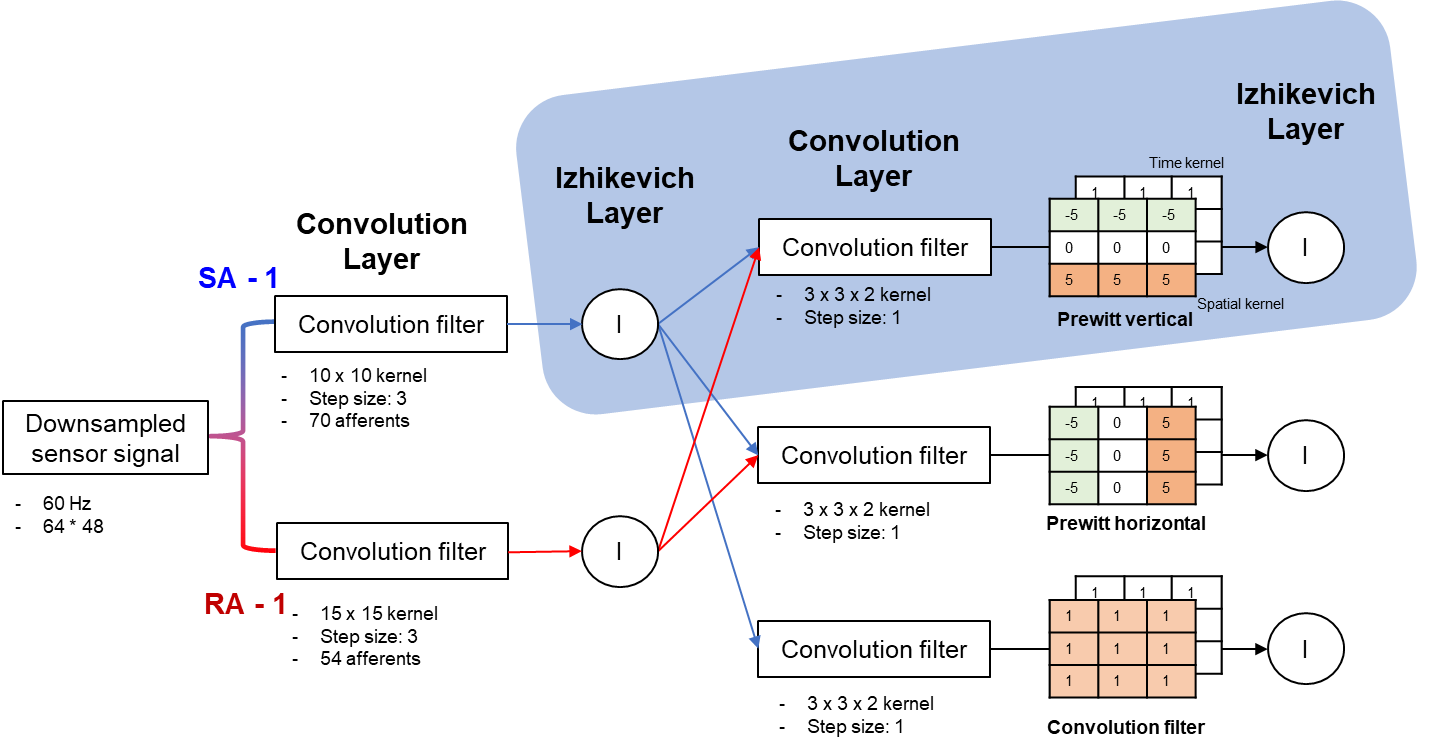 Downsampled
sensor signal
- 60 Hz
- 64 * 48
Convolution
Layer
SA - 1
Convolution filter
- 10 x 10 kernel
- Step size: 3
- 70 afferents
Convolution filter
RA - 1
- 15 x 15 kernel
- Step size: 3
- 54 afferents
Izhikevich
Layer
I
I
Convolution
Layer
Convolution filter
- 3 x 3 x 2 kernel
- Step size: 1
Convolution filter
- 3 x 3 x 2 kernel
- Step size: 1
Convolution filter
- 3 x 3 x 2 kernel
- Step size: 1
Izhikevich
Layer
Time kernel
1 1 1
-5 -5 -5
0 0 0
5 5 5
Spatial kernel
Prewitt vertical
I
1 1 1
-5 0 5
-5 0 5
-5 0 5
Prewitt horizontal
I
1 1 1
1 1 1
1 1 1
1 1 1
Convolution filter
I